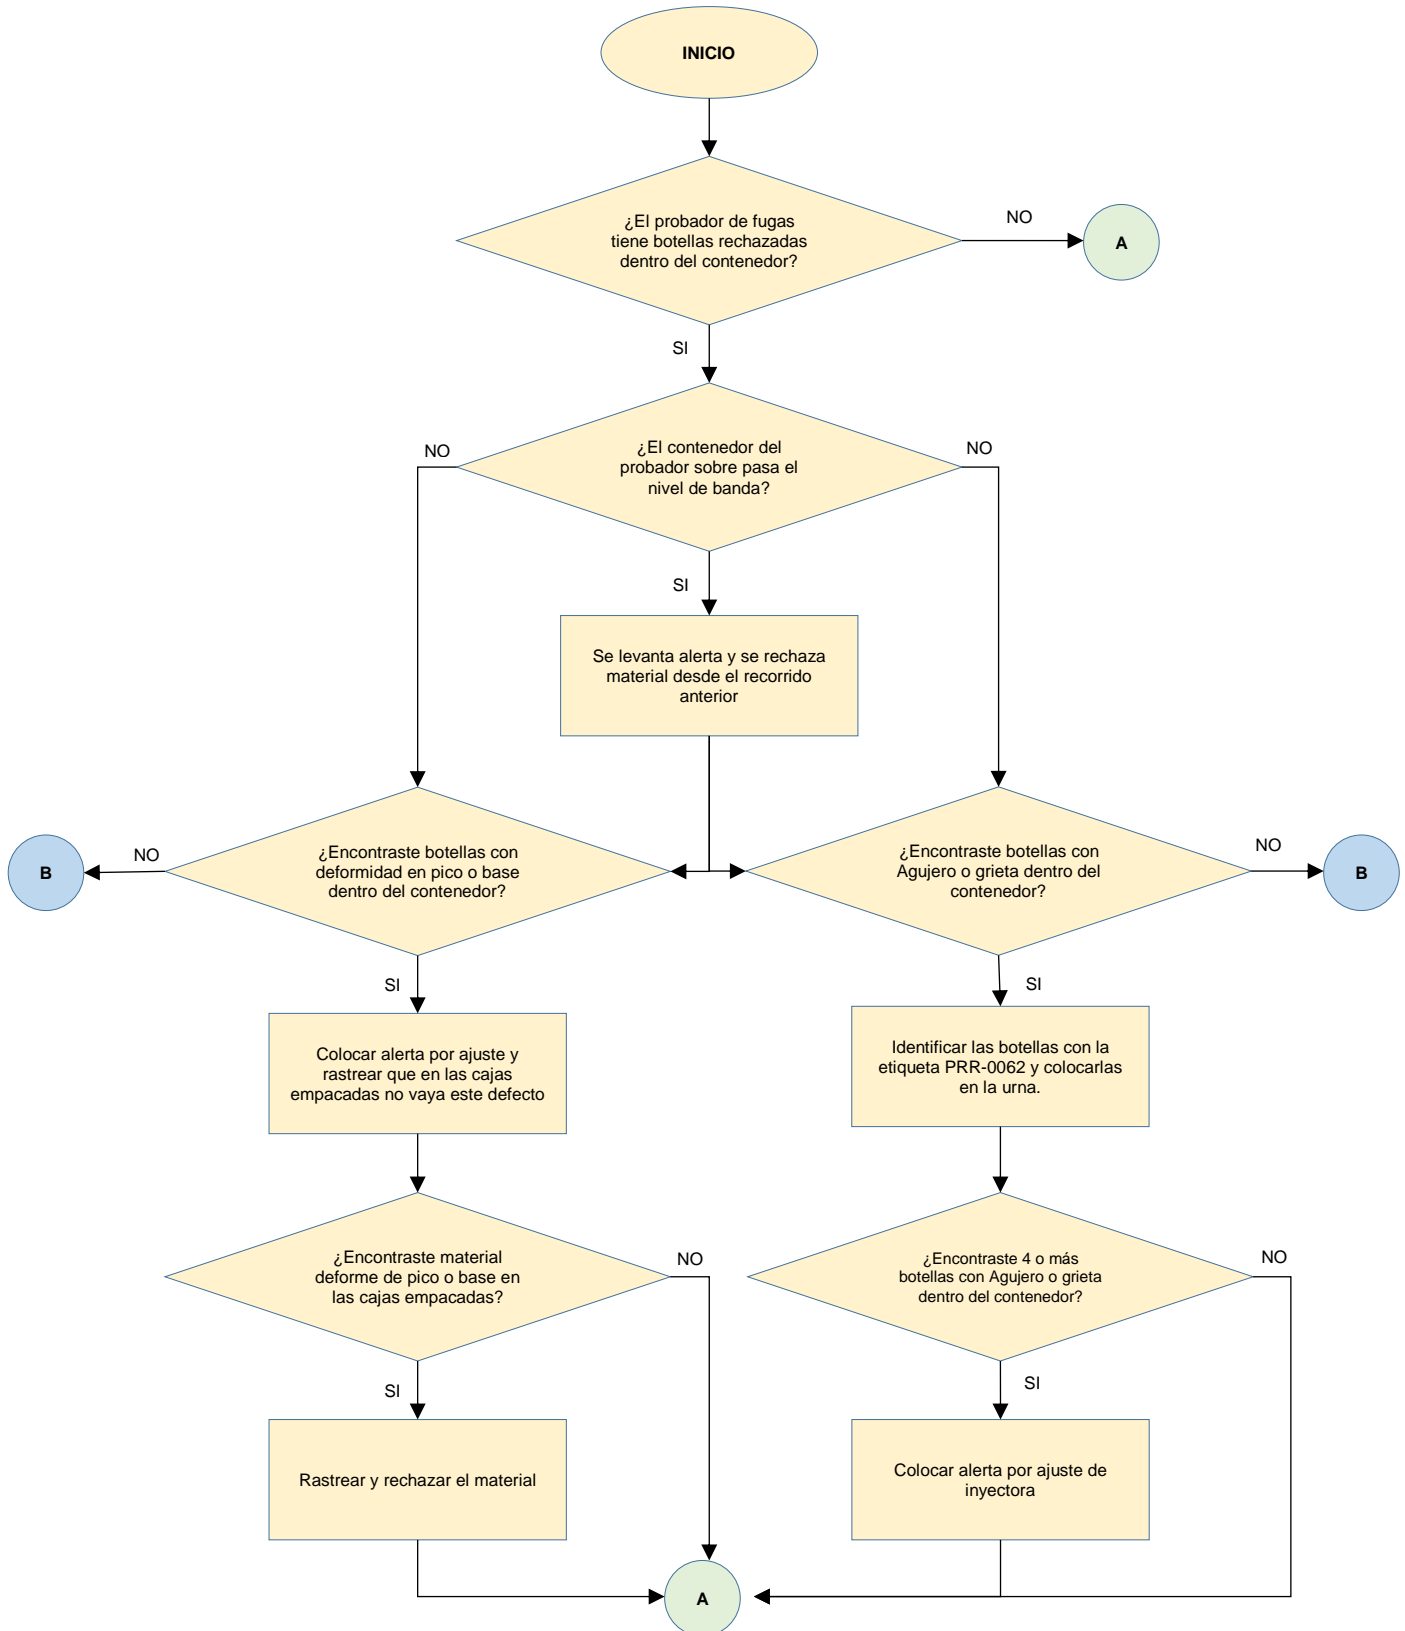 INICIO
¿El probador de fugas
tiene botellas rechazadas
dentro del contenedor?
NO
A
SI
¿El contenedor del
probador sobre pasa el
nivel de banda?
NO
NO
SI
Se levanta alerta y se rechaza
material desde el recorrido
anterior
¿Encontraste botellas con
deformidad en pico o base
dentro del contenedor?
NO
B
¿Encontraste botellas con
Agujero o grieta dentro del
contenedor?
NO
B
SI
SI
Colocar alerta por ajuste y
rastrear que en las cajas
empacadas no vaya este defecto
Identificar las botellas con la
etiqueta PRR-0062 y colocarlas
en la urna.
¿Encontraste material
deforme de pico o base en
las cajas empacadas?
NO
¿Encontraste 4 o más
botellas con Agujero o grieta
dentro del contenedor?
NO
SI
SI
Rastrear y rechazar el material
Colocar alerta por ajuste de
inyectora
A